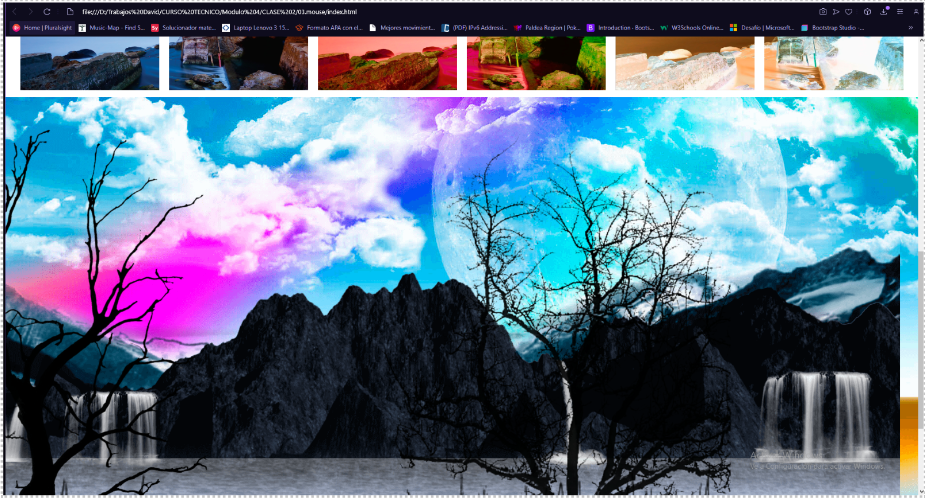 file:///D:/Trabajos%20David/CURSO%20TECNICO/Modulo%204/CLASE%202/03.mouse/index.html
Home | Pluralsight
Music-Map - Find S...
Solucionador mate...
Laptop Lenovo 3 15...
Formato APA con el...
Mejores movimient...
(PDF) IPv6 Addressi...
Paldea Region | Pok...
Introduction · Boots...
W3Schools Online...
Desafío | Microsoft...
Bootstrap Studio -...
»